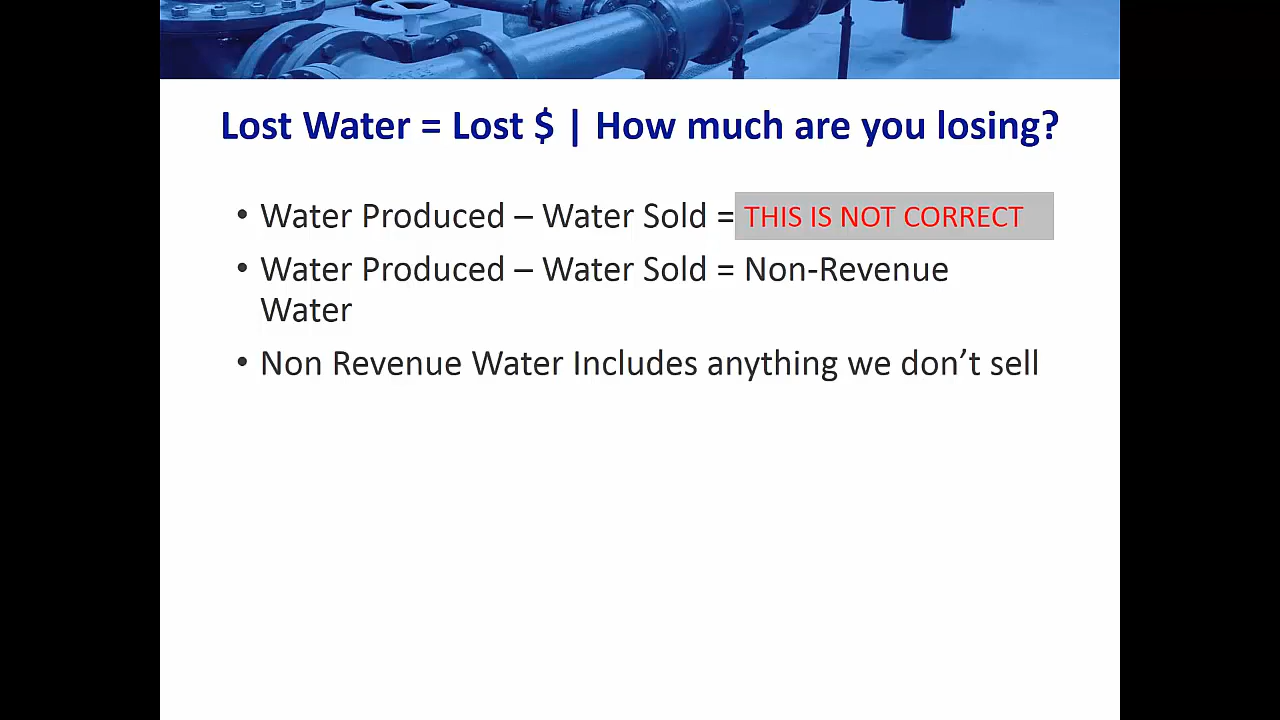 Lost Water = Lost $ | How much are you losing?
• Water Produced – Water Sold = THIS IS NOT CORRECT
• Water Produced – Water Sold = Non-Revenue
Water
• Non Revenue Water Includes anything we don’t sell